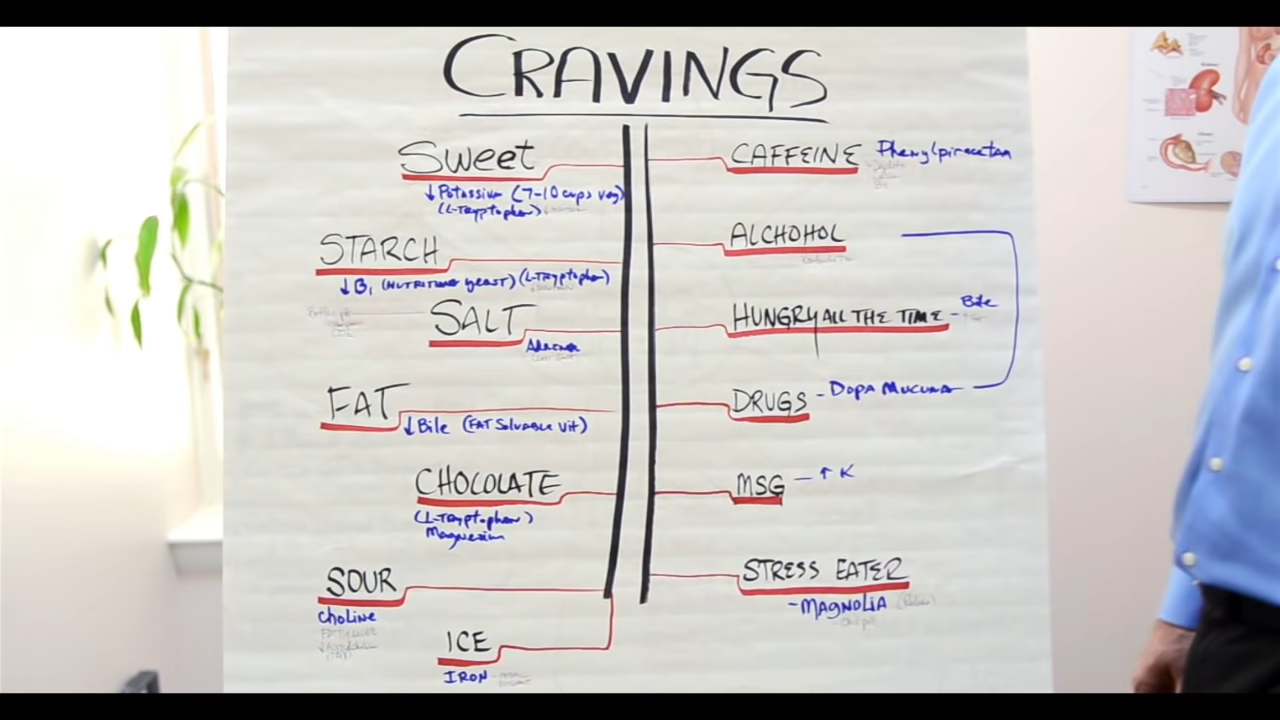 CRAVINGS
Sweet
↓ Potassium (7-10 cups veg)
(L-Tryptophan)
STARCH
↓ B1 (NUTRITIONAL yeast) (L-Tryptophan)
SALT
FAT
↓ Bile (FAT Soluable Vit)
CHOCOLATE
(L-Tryptophan)
Magnesium
SOUR
Choline
ICE
IRON
CAFFEINE Phenylpiracetam
ALCHOHOL
HUNGRY ALL THE TIME - Bile
DRUGS - DOPA MUCUNA
MSG - ↑ K
STRESS EATER
- MAGNOLIA